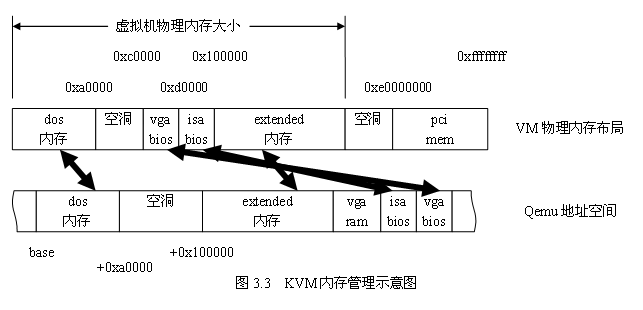 虚拟机物理内存大小
0xc0000 0x100000 0xffffffff
0xa0000 0xd0000 0xe0000000
dos 空洞 vga isa extended 空洞 pci
内存 bios bios 内存 mem
VM 物理内存布局
dos 空洞 extended vga isa vga
内存 内存 ram bios bios
Qemu 地址空间
base +0x100000
+0xa0000
图 3.3 KVM 内存管理示意图